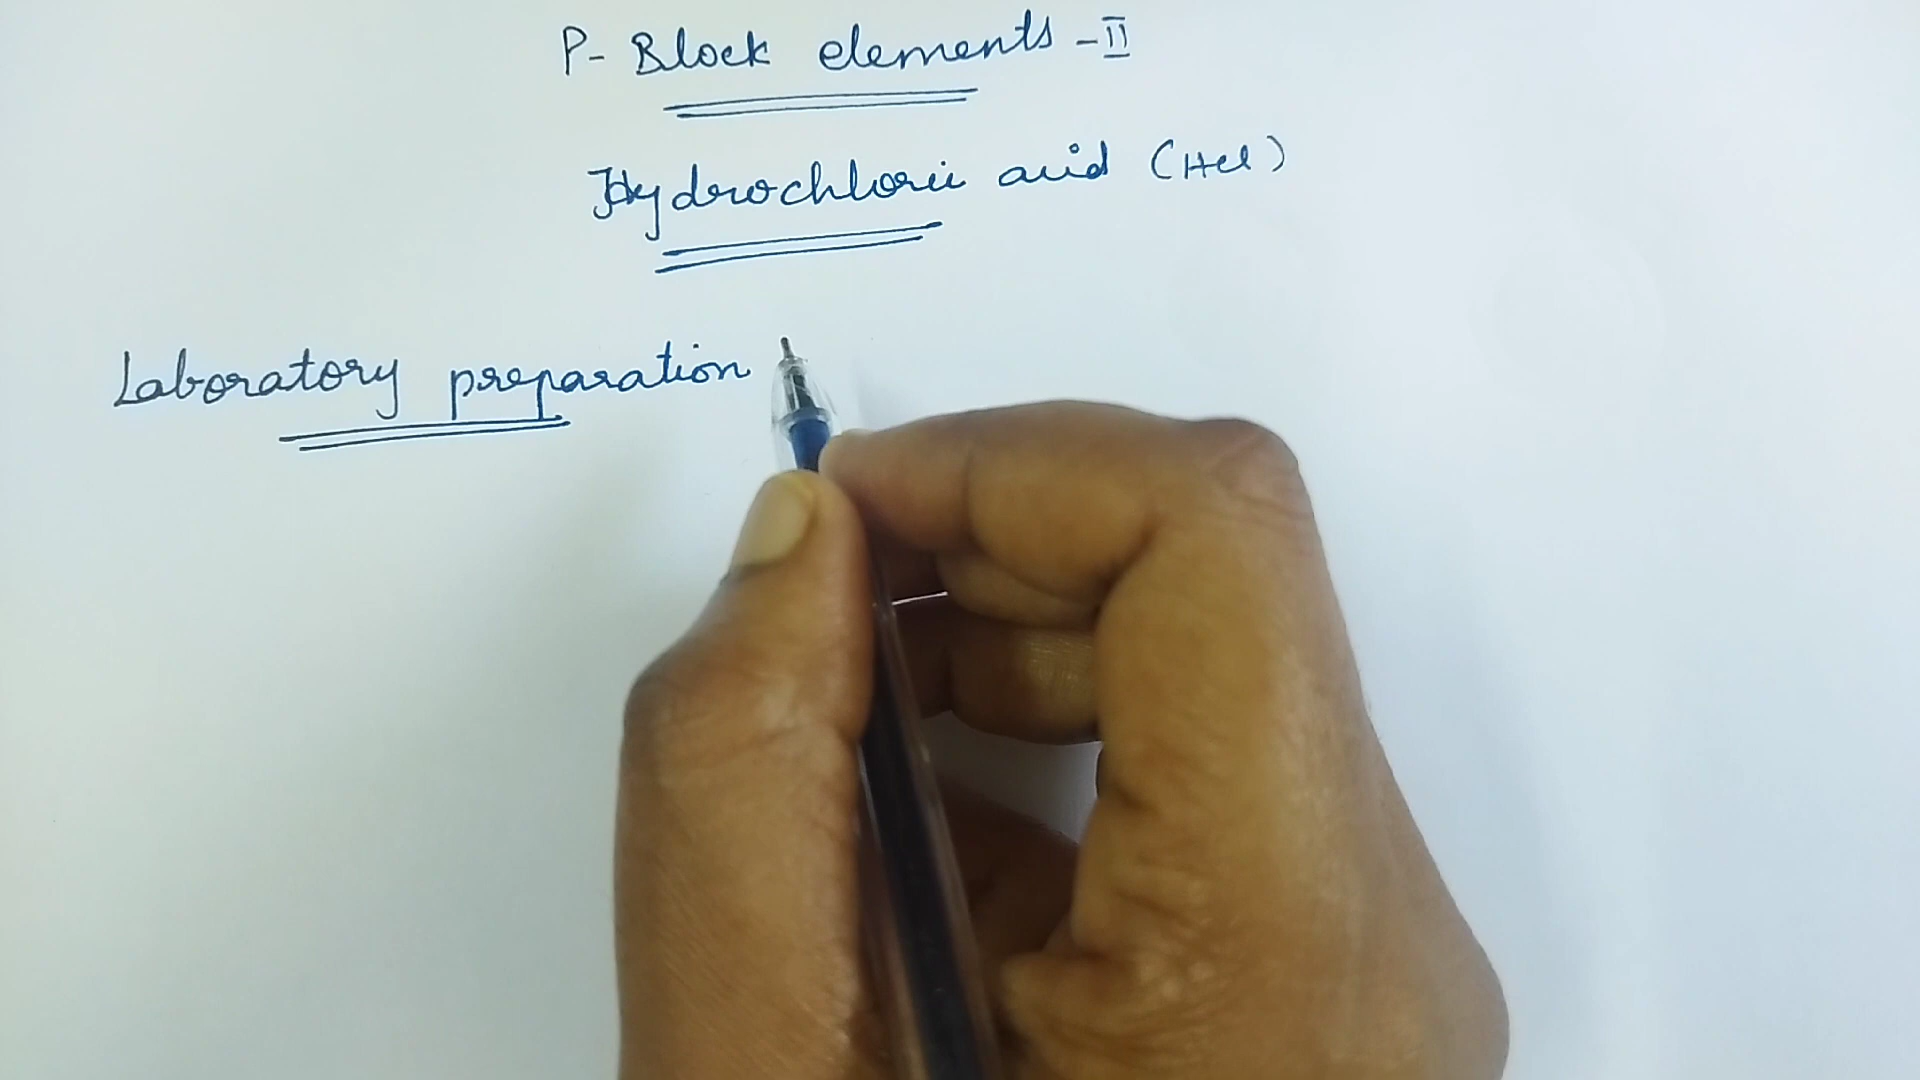 P- Block elements - II
Hydrochloric acid (Hcl)
Laboratory preparation